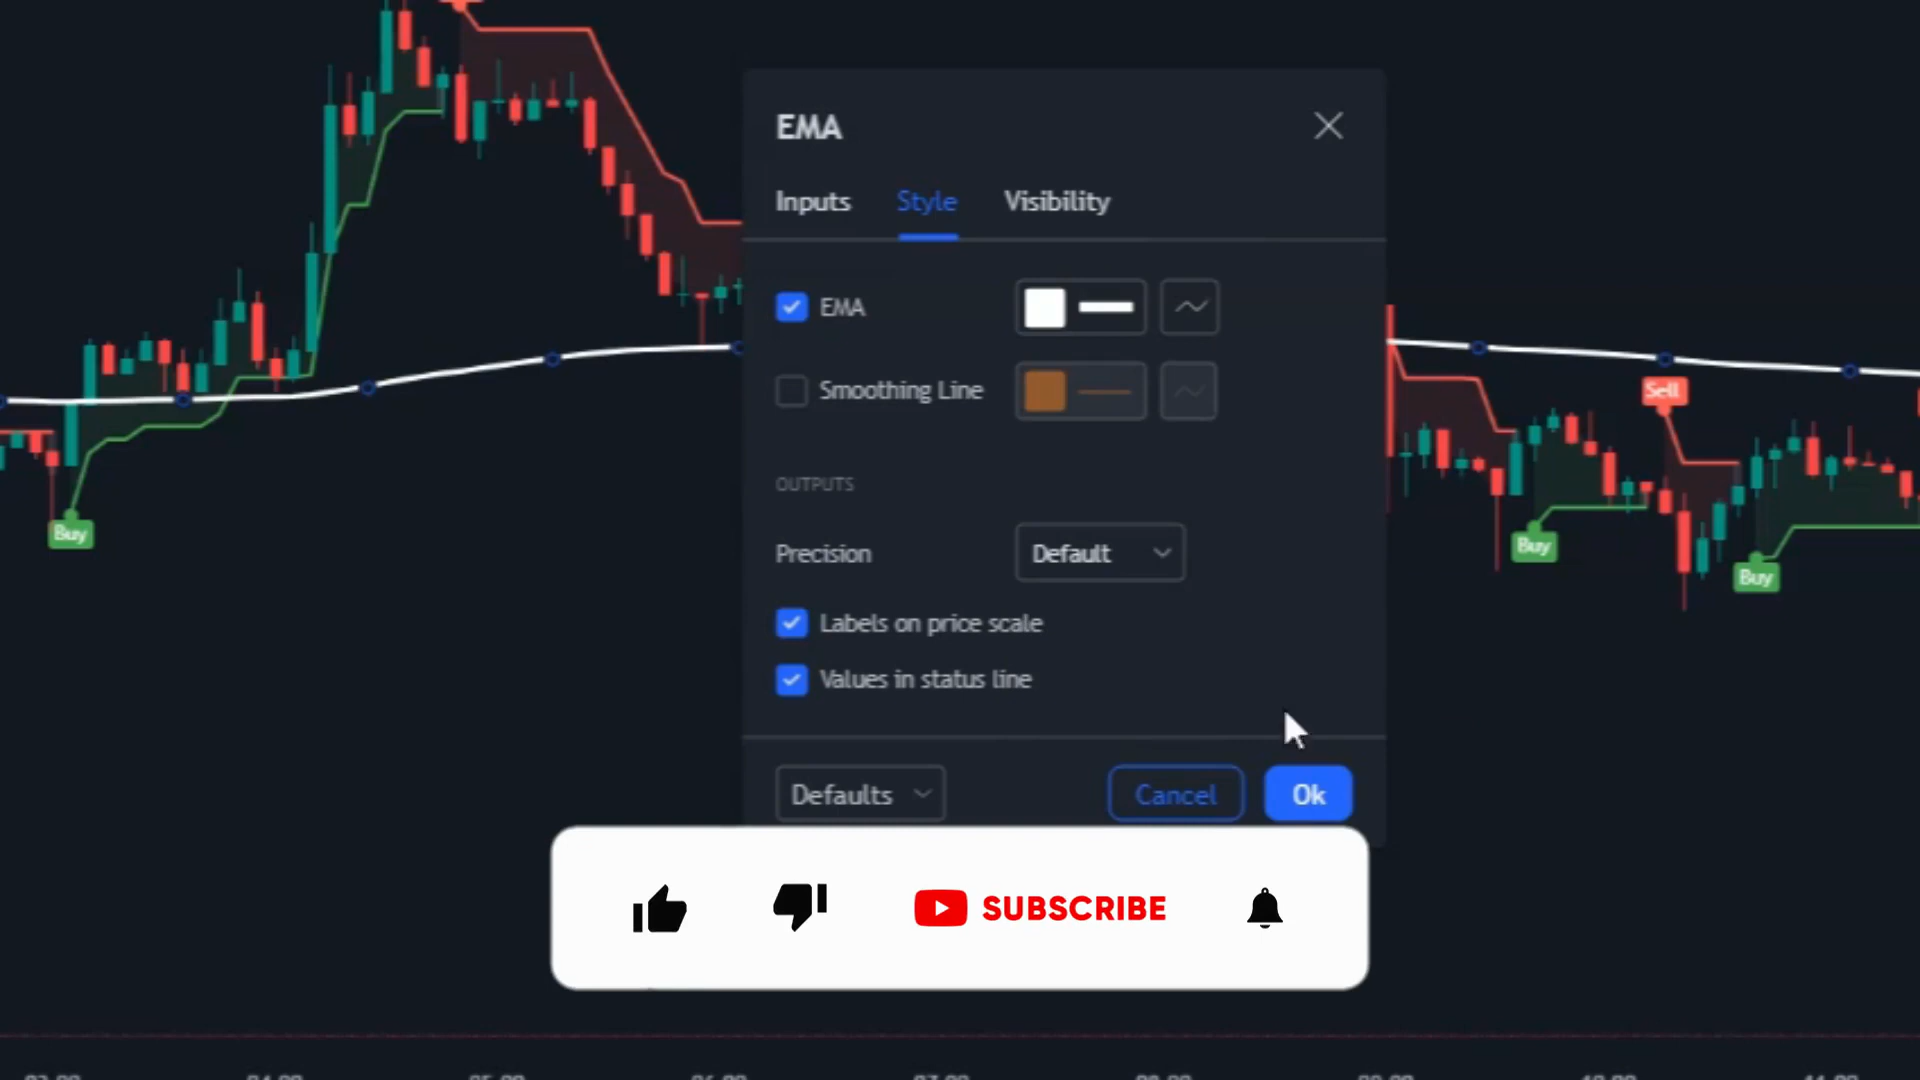 EMA
Inputs Style Visibility
EMA
Smoothing Line
Sell
OUTPUTS
Buy
Buy
Precision Default
Buy
Labels on price scale
Values in status line
Defaults Cancel Ok
SUBSCRIBE